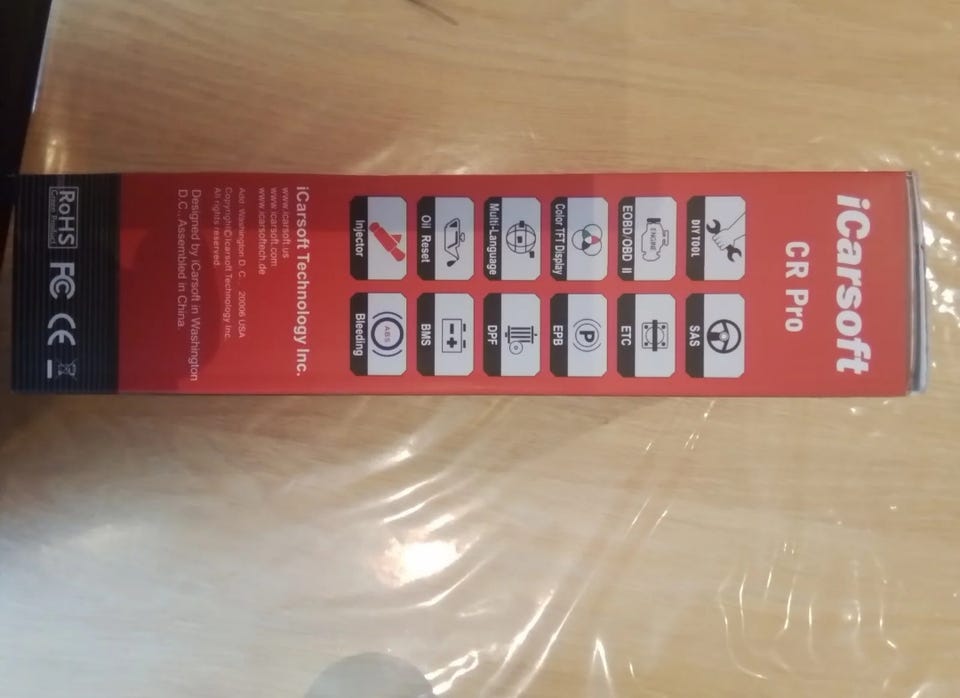 iCarsoft
CR Pro
DIY TOOL
SAS
ENGINE
EOBD/OBD II
ETC
Color TFT Display
P
EPB
Multi-Language
DPF
Oil Reset
BMS
Injector
ABS
Bleeding
iCarsoft Technology Inc.
www.icarsoft.us
www.icarsoft.com
www.icarsofttech.de
Add: Washington D. C. 20006 USA
Copyright©iCarsoft Technology Inc.
All rights reserved.
Designed by iCarsoft in Washington
D.C., Assembled in China.
RoHS FC CE
Green Product